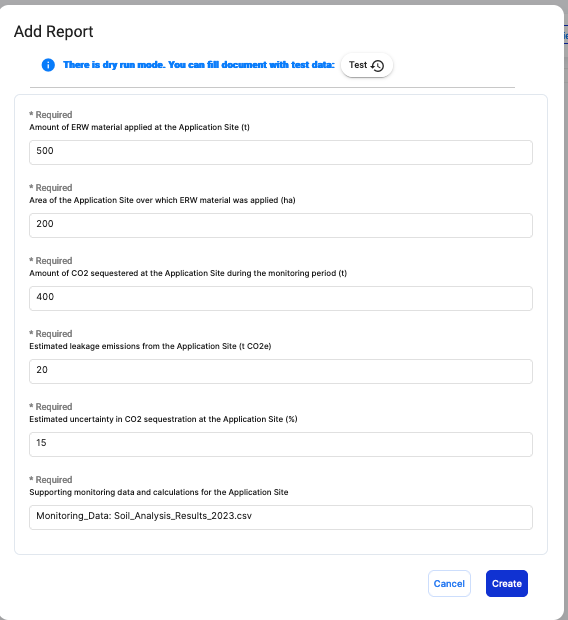 Add Report
There is dry run mode. You can fill document with test data:
Test
* Required
Amount of ERW material applied at the Application Site (t)
500
* Required
Area of the Application Site over which ERW material was applied (ha)
200
* Required
Amount of CO2 sequestered at the Application Site during the monitoring period (t)
400
* Required
Estimated leakage emissions from the Application Site (t CO2e)
20
* Required
Estimated uncertainty in CO2 sequestration at the Application Site (%)
15
* Required
Supporting monitoring data and calculations for the Application Site
Monitoring_Data: Soil_Analysis_Results_2023.csv
Cancel
Create